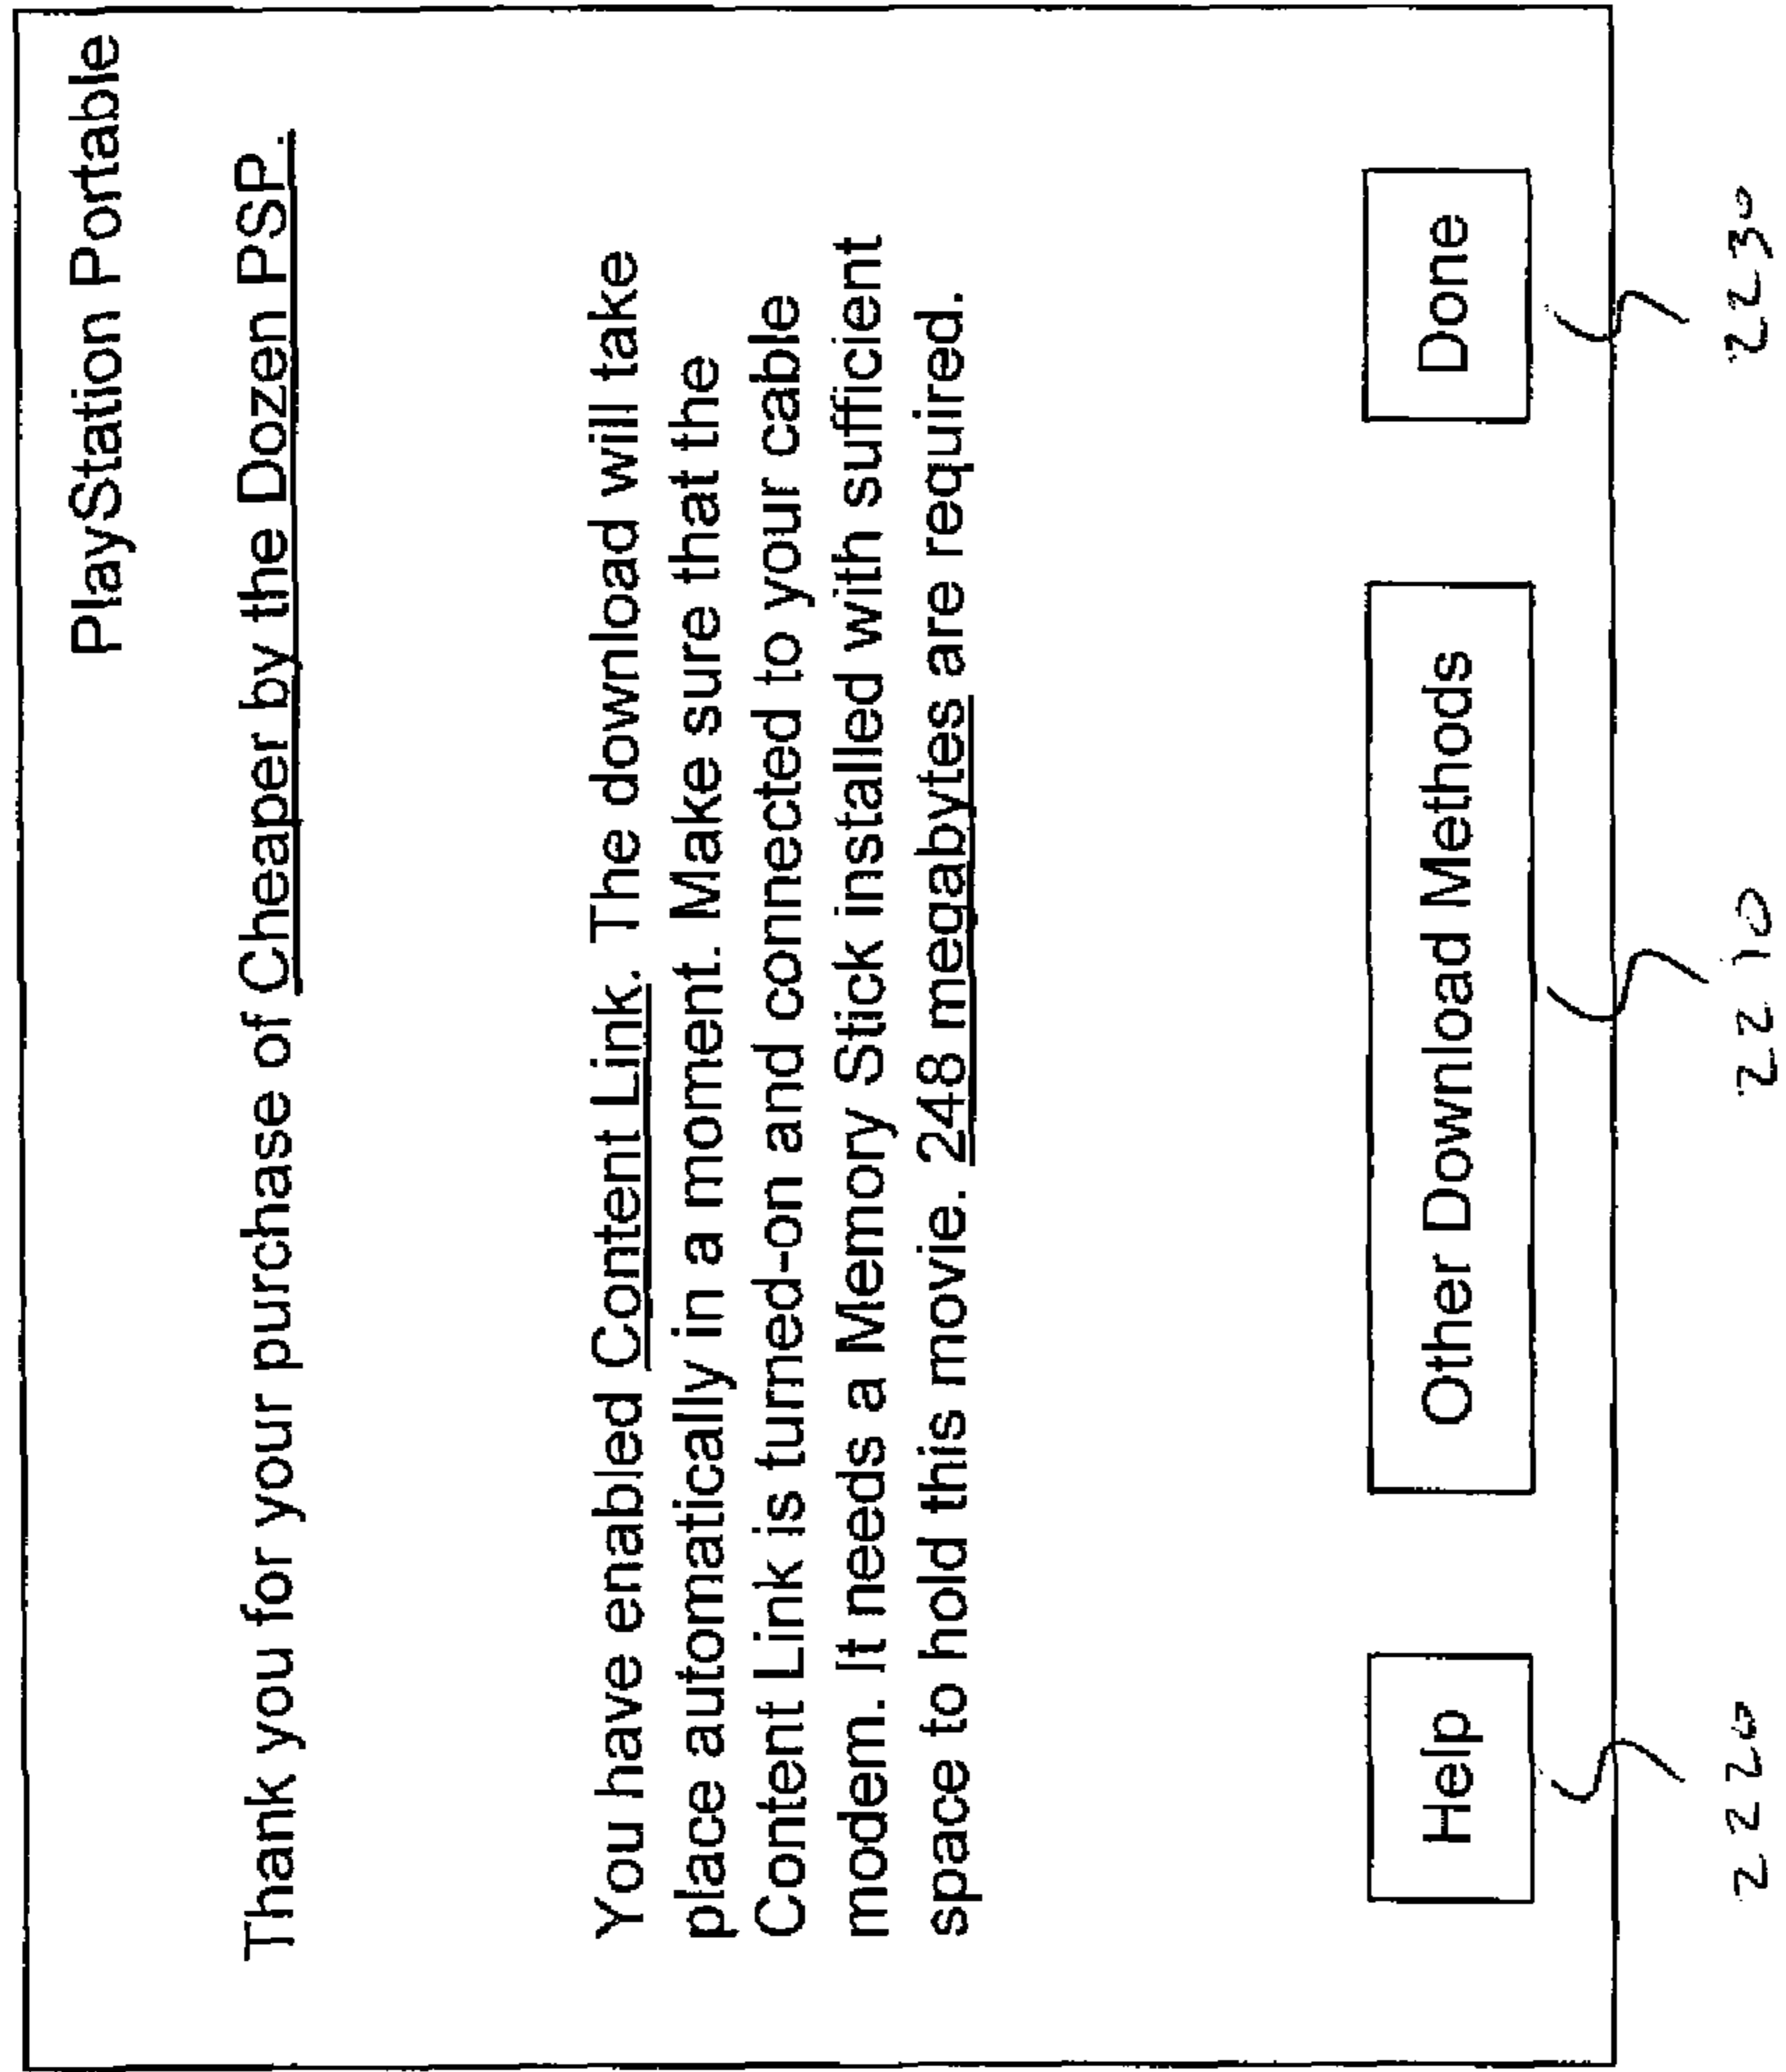 PlayStation Portable
Thank you for your purchase of Cheaper by the Dozen PSP.
You have enabled Content Link. The download will take
place automatically in a moment. Make sure that the
Content Link is turned-on and connected to your cable
modem. It needs a Memory Stick installed with sufficient
space to hold this movie. 248 megabytes are required.
Help Other Download Methods Done
2220 2210 2230